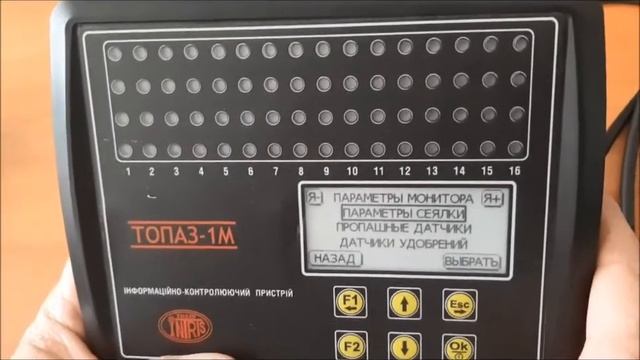 1 2 3 4 5 6 7 8 9 10 11 12 13 14 15 16
Я- ПАРАМЕТРЫ МОНИТОРА Я+
ПАРАМЕТРЫ СЕЯЛКИ
ПРОПАШНЫЕ ДАТЧИКИ
ДАТЧИКИ УДОБРЕНИЙ
НАЗАД ВЫБРАТЬ
ТОПАЗ-1М
ІНФОРМАЦІЙНО-КОНТРОЛЮЮЧИЙ ПРИСТРІЙ
F1 Esc
F2 Ok